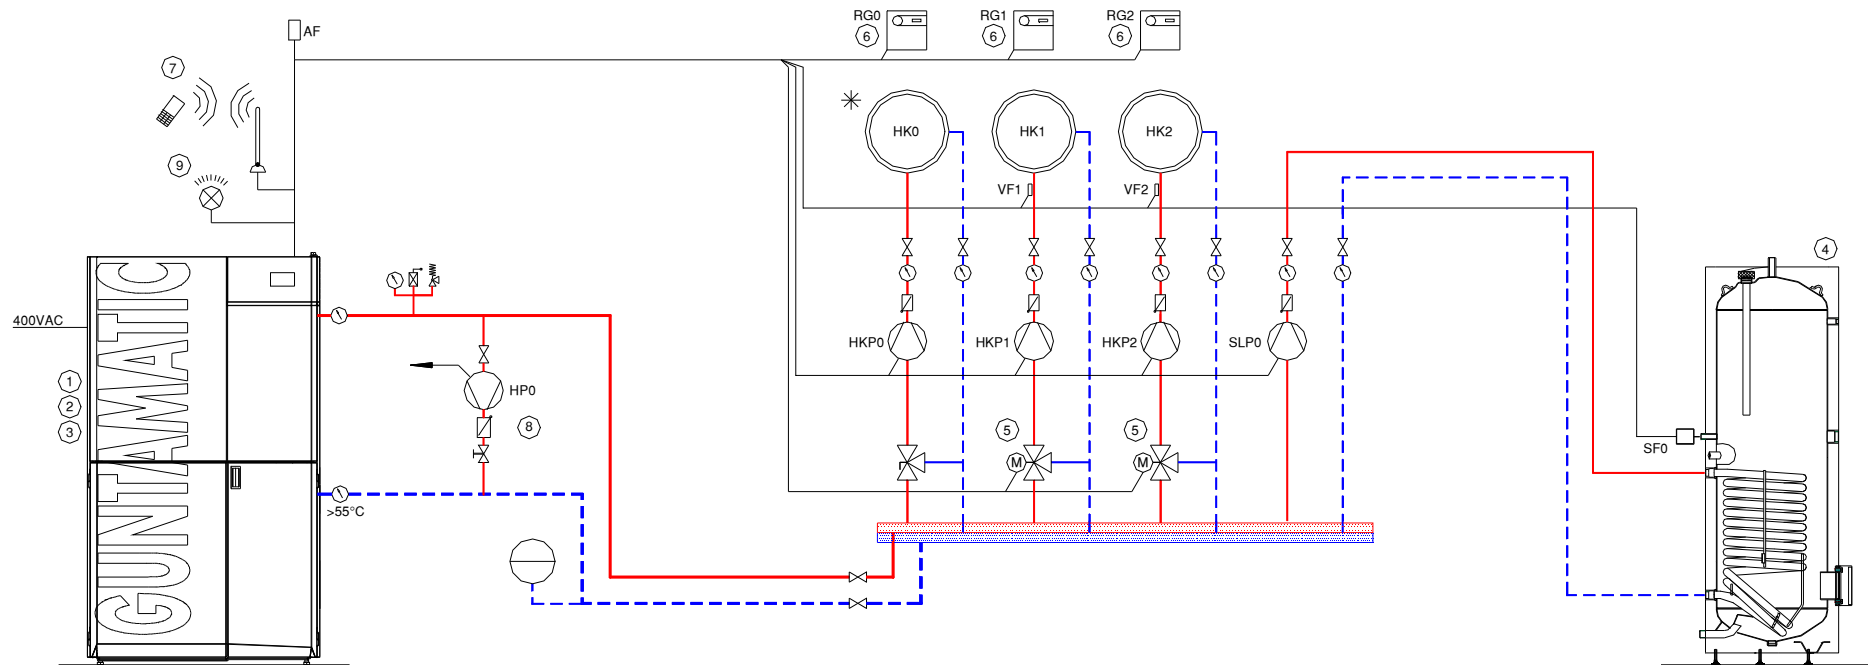 RG0
RG1
RG2
6
6
6
AF
7
HK0
HK1
HK2
9
VF1
VF2
4
400VAC
GUNTAMATIC
HKP0
HKP1
HKP2
SLP0
1
2
3
HP0
8
5
5
M
M
SF0
>55°C